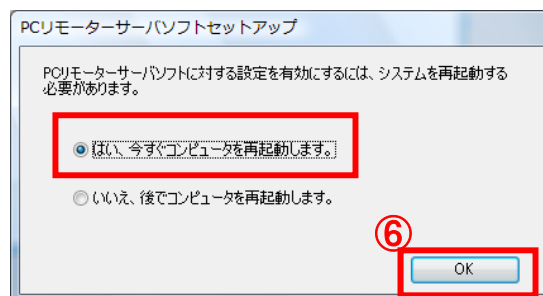 PCリモーターサーバソフトセットアップ
PCリモーターサーバソフトに対する設定を有効にするには、システムを再起動する
必要があります。
はい、今すぐコンピュータを再起動します。
いいえ、後でコンピュータを再起動します。
⑥
OK